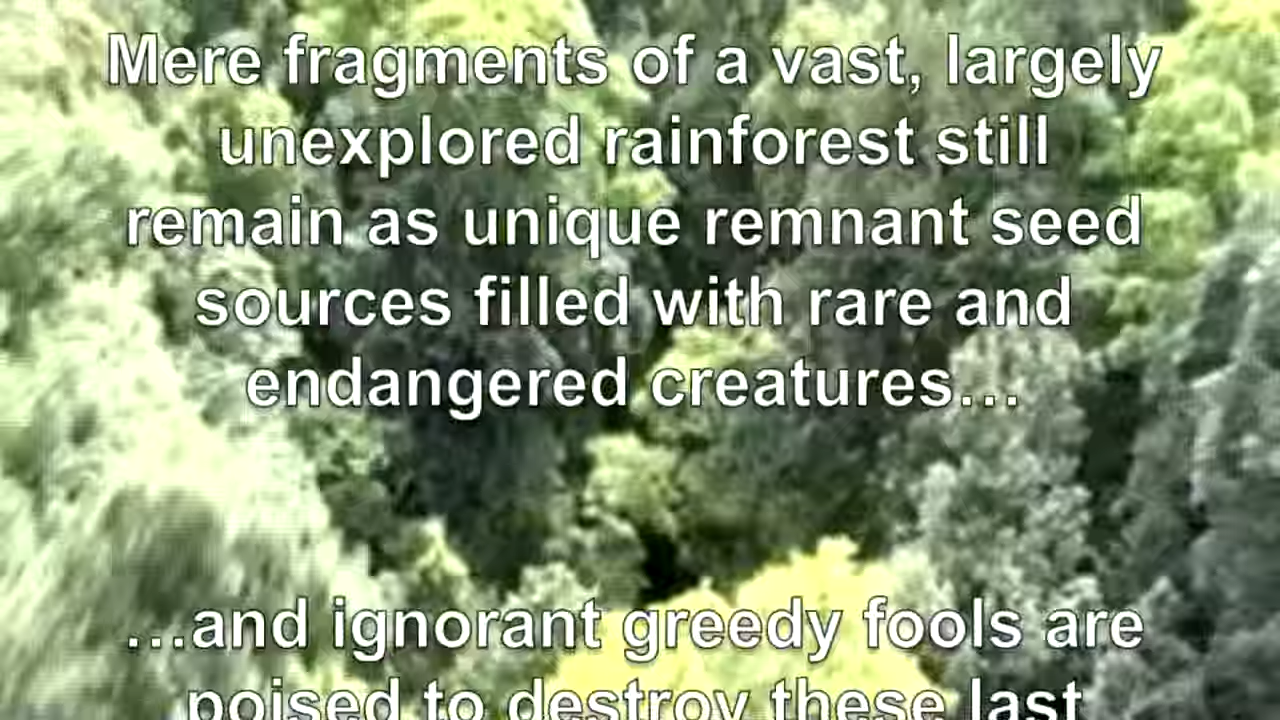 Mere fragments of a vast, largely
unexplored rainforest still
remain as unique remnant seed
sources filled with rare and
endangered creatures…
…and ignorant greedy fools are
poised to destroy these last